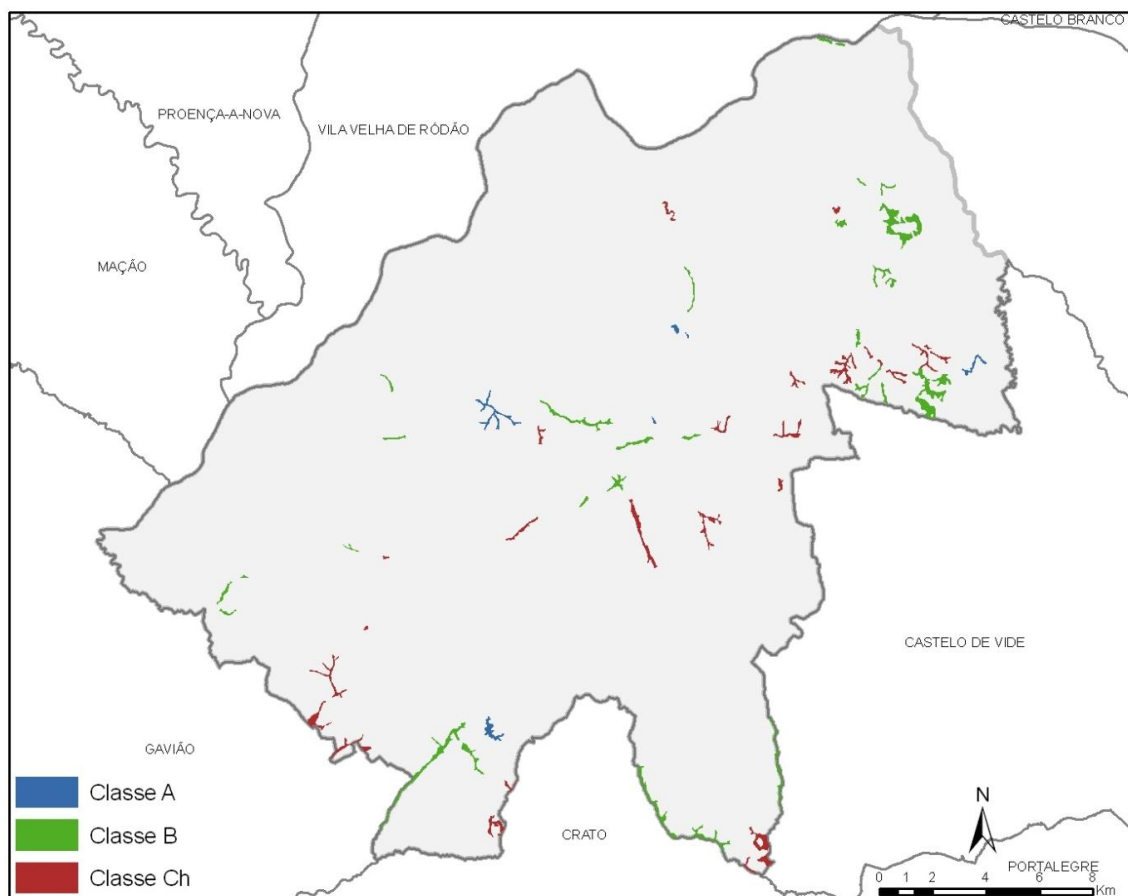 CASTELO BRANCO
PROENÇA-A-NOVA
VILA VELHA DE RÓDÃO
MAÇÃO
CASTELO DE VIDE
GAVIÃO
CRATO
N
PORTALEGRE
Classe A
Classe B
Classe Ch
0 1 2 4 6 8
Km